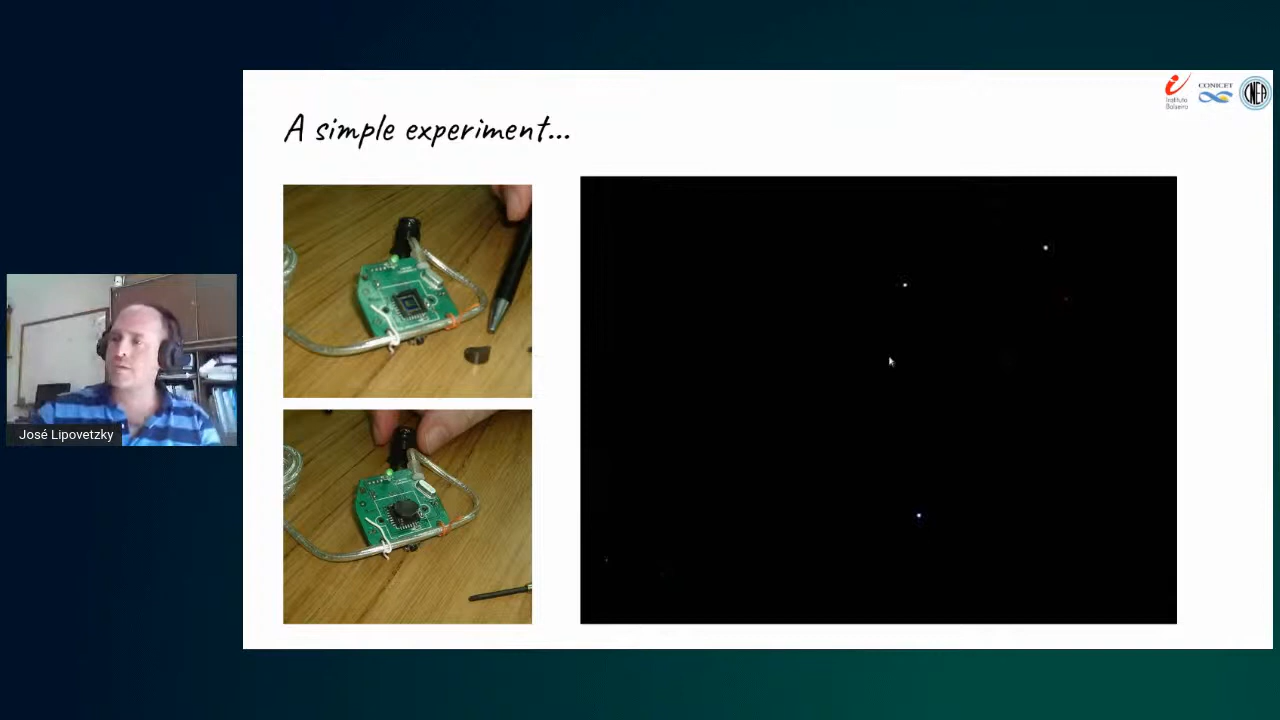 A simple experiment...
Instituto
Balseiro
CONICET
CNEA
José Lipovetzky